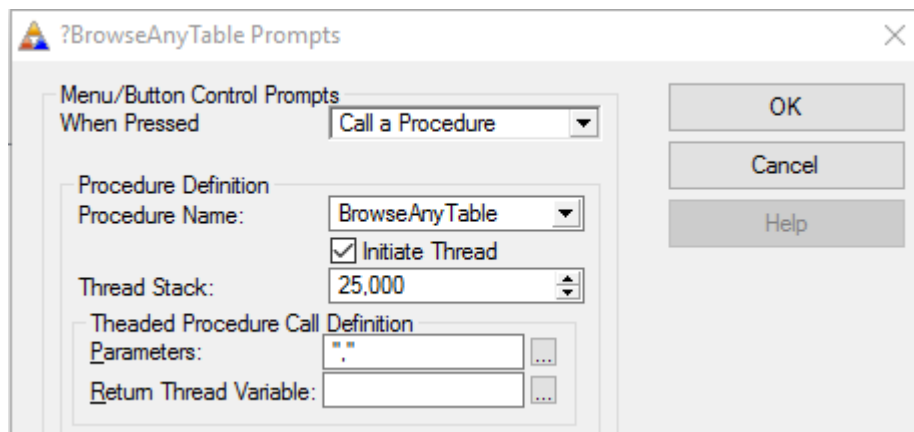 ?BrowseAnyTable Prompts
Menu/Button Control Prompts
When Pressed
Call a Procedure
OK
Cancel
Help
Procedure Definition
Procedure Name:
BrowseAnyTable
Initiate Thread
Thread Stack:
25,000
Theaded Procedure Call Definition
Parameters:
'','' 
...
Return Thread Variable:
...